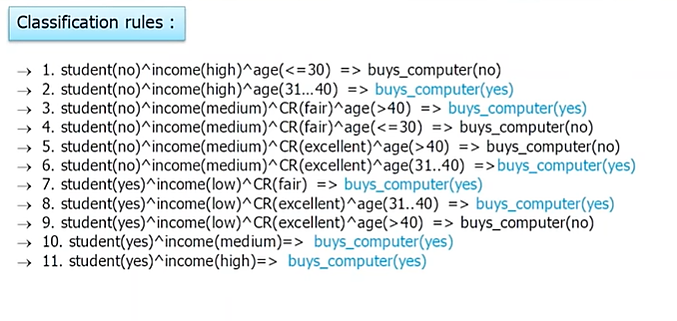 Classification rules :
→ 1. student(no)^income(high)^age(<=30) => buys_computer(no)
→ 2. student(no)^income(high)^age(31...40) => buys_computer(yes)
→ 3. student(no)^income(medium)^CR(fair)^age(>40) => buys_computer(yes)
→ 4. student(no)^income(medium)^CR(fair)^age(<=30) => buys_computer(no)
→ 5. student(no)^income(medium)^CR(excellent)^age(>40) => buys_computer(no)
→ 6. student(no)^income(medium)^CR(excellent)^age(31..40) =>buys_computer(yes)
→ 7. student(yes)^income(low)^CR(fair) => buys_computer(yes)
→ 8. student(yes)^income(low)^CR(excellent)^age(31..40) => buys_computer(yes)
→ 9. student(yes)^income(low)^CR(excellent)^age(>40) => buys_computer(no)
→ 10. student(yes)^income(medium)=> buys_computer(yes)
→ 11. student(yes)^income(high)=> buys_computer(yes)